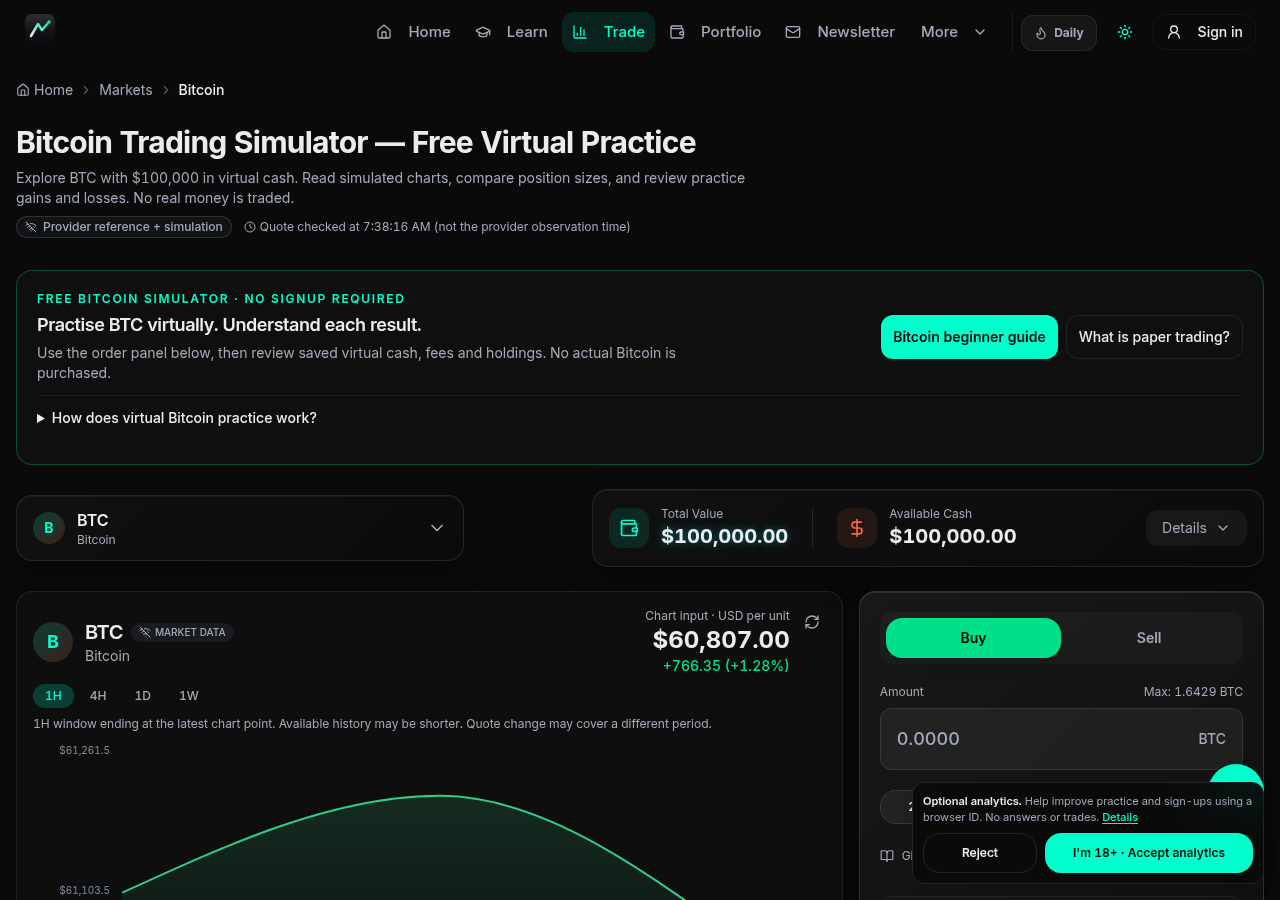 Home
Learn
Trade
Portfolio
Newsletter
More
Daily
Sign in
Home > Markets > Bitcoin
Bitcoin Trading Simulator — Free Virtual Practice
Explore BTC with $100,000 in virtual cash. Read simulated charts, compare position sizes, and review practice
gains and losses. No real money is traded.
Provider reference + simulation
Quote checked at 7:38:16 AM (not the provider observation time)
FREE BITCOIN SIMULATOR · NO SIGNUP REQUIRED
Practise BTC virtually. Understand each result.
Use the order panel below, then review saved virtual cash, fees and holdings. No actual Bitcoin is
purchased.
Bitcoin beginner guide
What is paper trading?
How does virtual Bitcoin practice work?
B
BTC
Bitcoin
Total Value
$100,000.00
Available Cash
$100,000.00
Details
B
BTC
MARKET DATA
Bitcoin
Chart input · USD per unit
$60,807.00
+766.35 (+1.28%)
1H
4H
1D
1W
1H window ending at the latest chart point. Available history may be shorter. Quote change may cover a different period.
$61,261.5
$61,103.5
Buy
Sell
Amount
Max: 1.6429 BTC
0.0000
BTC
Optional analytics. Help improve practice and sign-ups using a
browser ID. No answers or trades. Details
Reject
I'm 18+ · Accept analytics